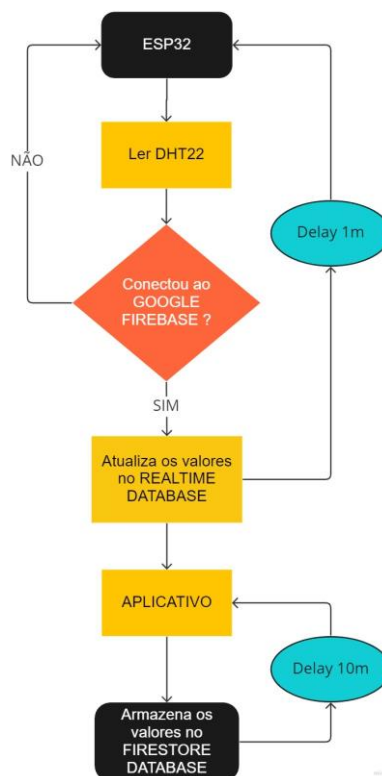 ESP32
NÃO
Ler DHT22
Delay 1m
Conectou ao
GOOGLE
FIREBASE ?
SIM
Atualiza os valores
no REALTIME
DATABASE
APLICATIVO
Delay 10m
Armazena os
valores no
FIRESTORE
DATABASE